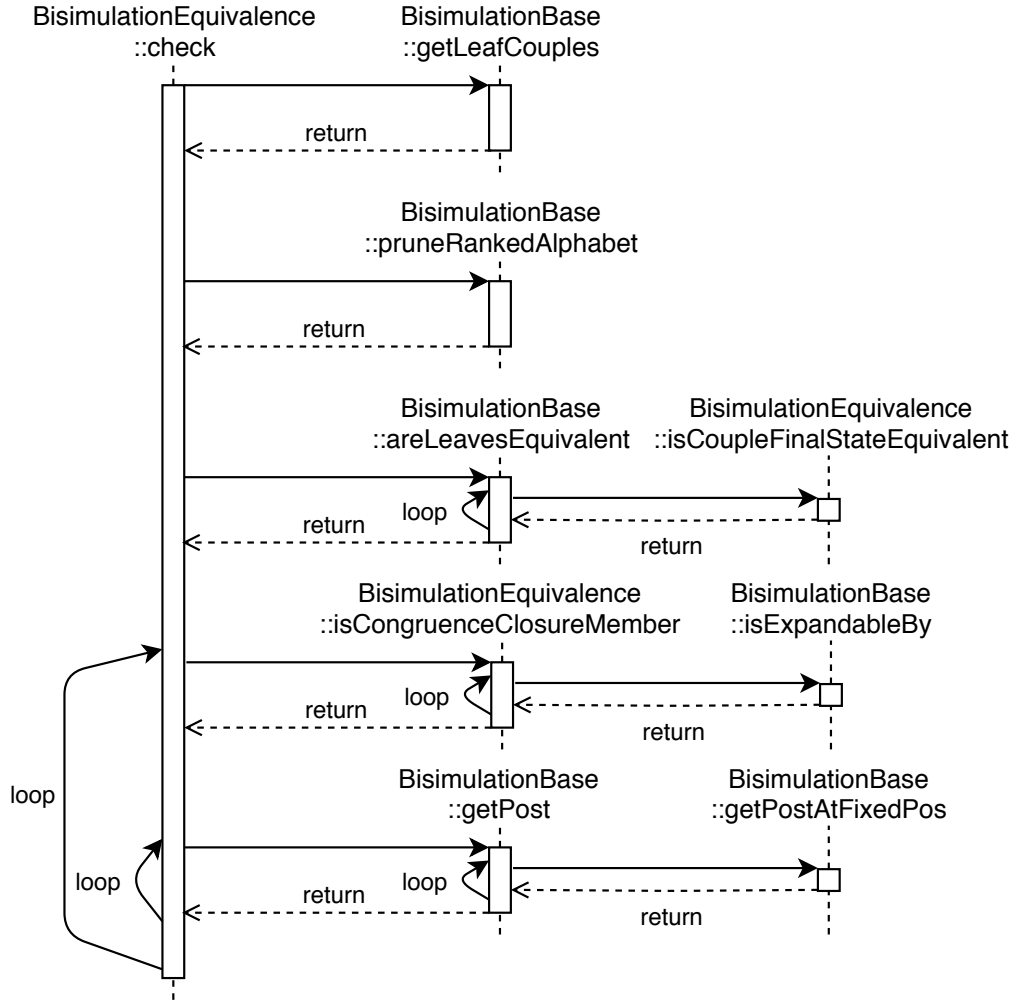 BisimulationEquivalence
::check
BisimulationBase
::getLeafCouples
return
BisimulationBase
::pruneRankedAlphabet
return
BisimulationBase
::areLeavesEquivalent
BisimulationEquivalence
::isCoupleFinalStateEquivalent
loop
return
return
BisimulationEquivalence
::isCongruenceClosureMember
BisimulationBase
::isExpandableBy
loop
return
return
loop
BisimulationBase
::getPost
BisimulationBase
::getPostAtFixedPos
loop
loop
return
return